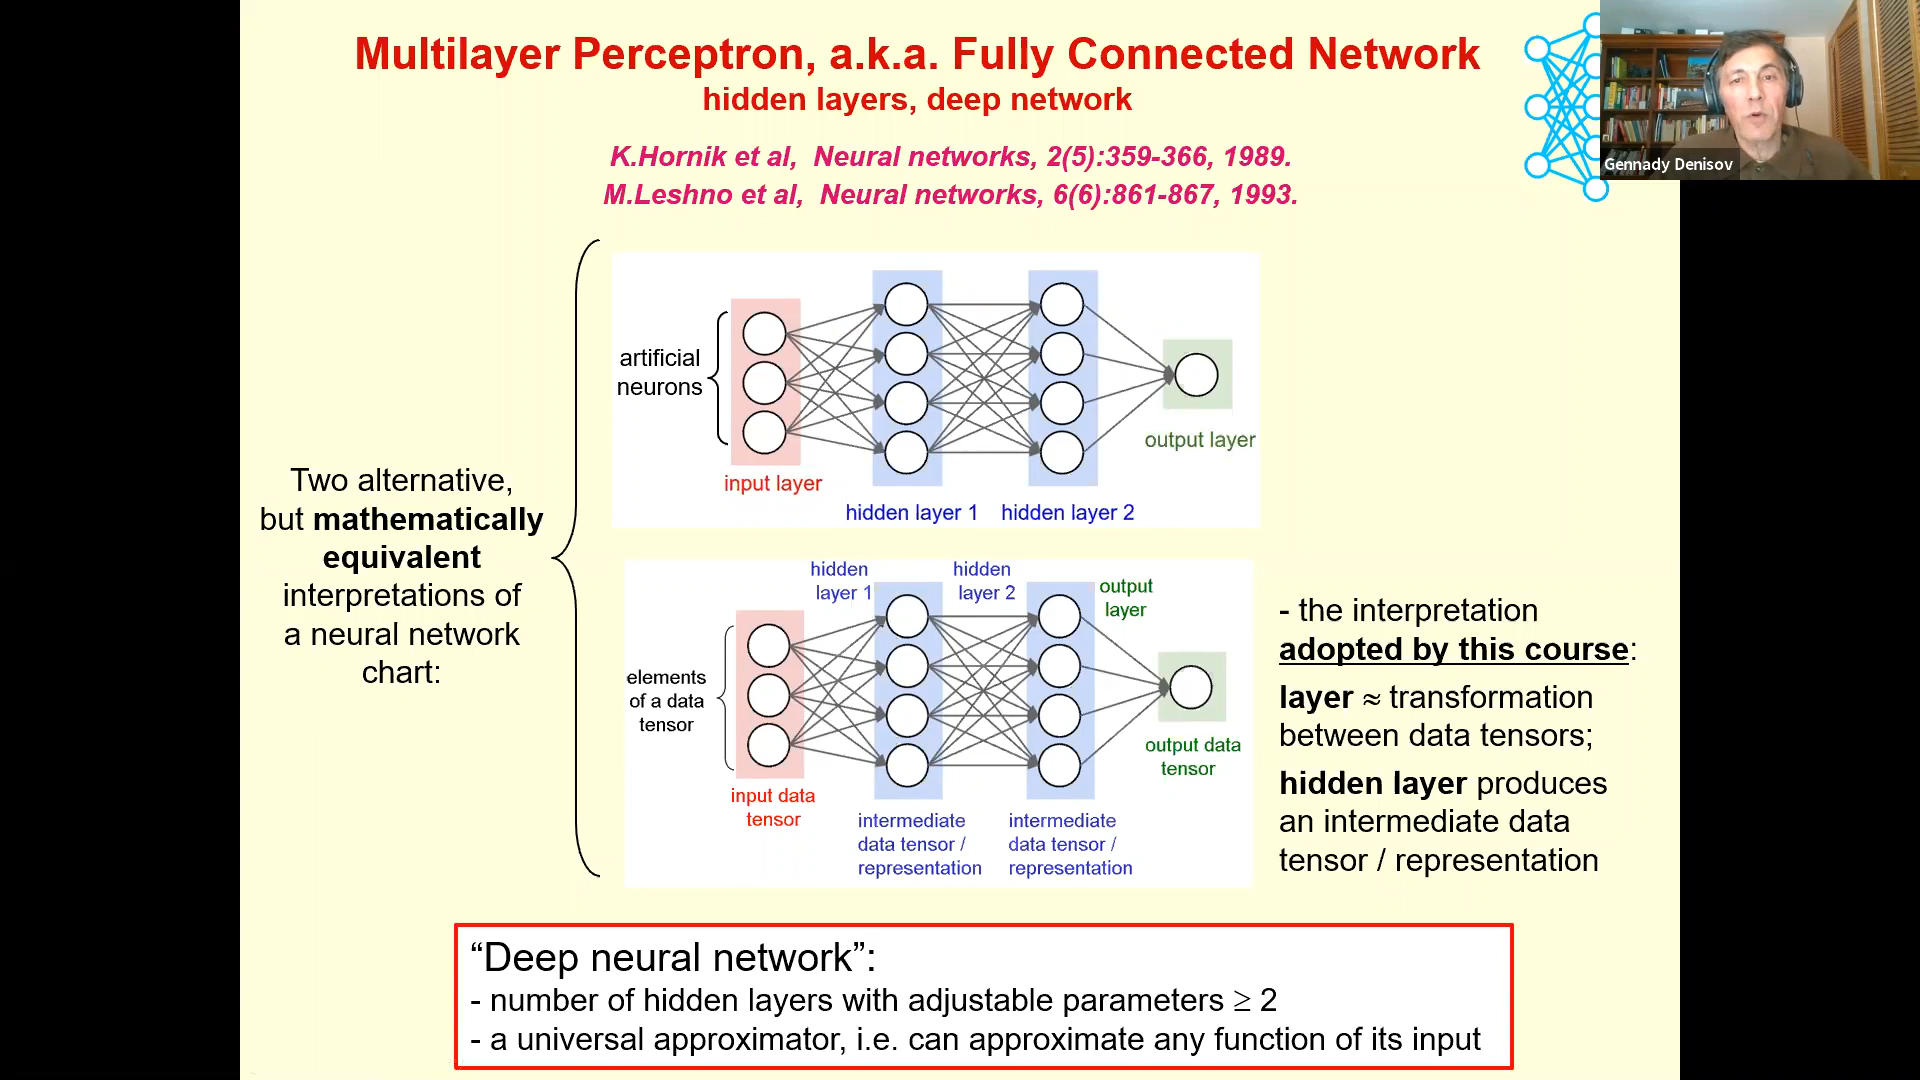 Multilayer Perceptron, a.k.a. Fully Connected Network
hidden layers, deep network
K.Hornik et al, Neural networks, 2(5):359-366, 1989.
M.Leshno et al, Neural networks, 6(6):861-867, 1993.
Gennady Denisov
Two alternative,
but mathematically
equivalent
interpretations of
a neural network
chart:
artificial
neurons
input layer
hidden layer 1
hidden layer 2
output layer
hidden
layer 1
hidden
layer 2
output
layer
elements
of a data
tensor
input data
tensor
intermediate
data tensor /
representation
intermediate
data tensor /
representation
output data
tensor
- the interpretation
adopted by this course:
layer ≈ transformation
between data tensors;
hidden layer produces
an intermediate data
tensor / representation
“Deep neural network”:
- number of hidden layers with adjustable parameters ≥ 2
- a universal approximator, i.e. can approximate any function of its input